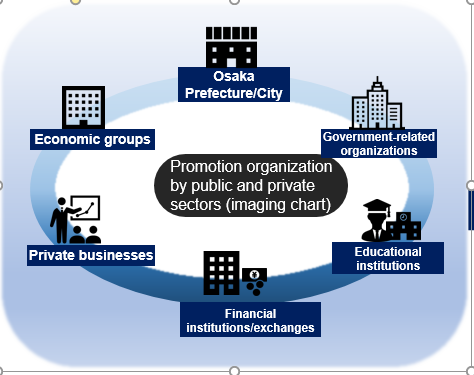 Osaka
Prefecture/City
Economic groups
Government-related
organizations
Promotion organization
by public and private
sectors (imaging chart)
Private businesses
Educational
institutions
¥
Financial
institutions/exchanges